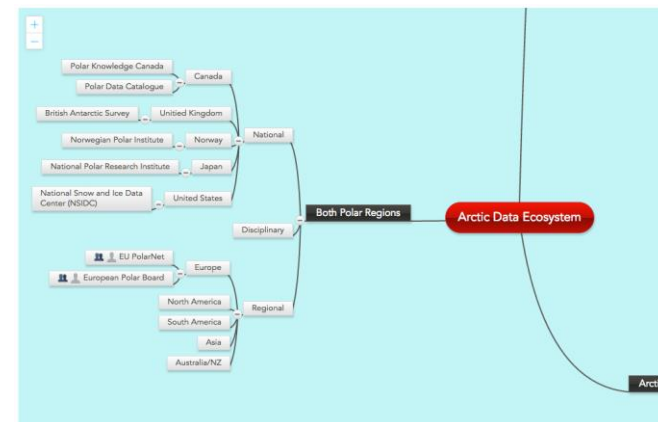 +
−
Polar Knowledge Canada
Polar Data Catalogue
Canada
British Antarctic Survey
Unitied Kingdom
Norwegian Polar Institute
Norway
National Polar Research Institute
Japan
National Snow and Ice Data
Center (NSIDC)
United States
National
Both Polar Regions
Arctic Data Ecosystem
Disciplinary
EU PolarNet
European Polar Board
Europe
North America
South America
Asia
Australia/NZ
Regional
Arcti